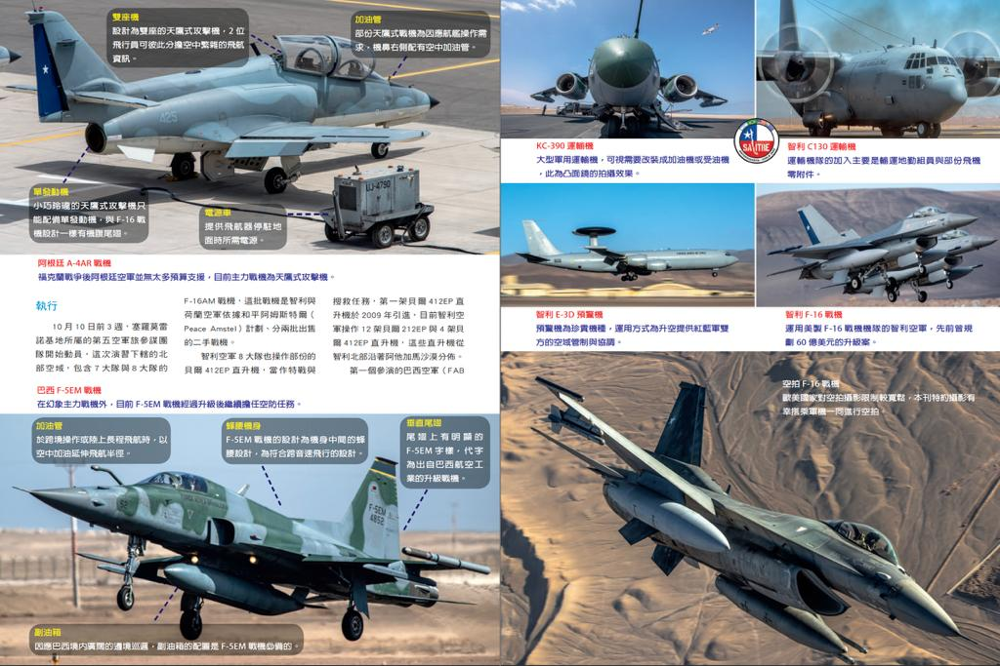 雙座機
設計為雙座的天鷹式攻擊機，2 位
飛行員可彼此分擔空中繁雜的飛航
資訊。
加油管
部份天鷹式戰機為因應航艦操作需
求，機鼻右側配有空中加油管。
425
UJ-4790
單發動機
小巧玲瓏的天鷹式攻擊機只
能配備單發動機，與 F-16 戰
機設計一樣有機腹尾翅。
電源車
提供飛航器停駐地
面時所需電源。
阿根廷 A-4AR 戰機
福克蘭戰爭後阿根廷空軍並無太多預算支援，目前主力戰機為天鷹式攻擊機。
執行
10 月 10 日前 3 週，塞羅莫雷
諾基地所屬的第五空軍旅參謀團
隊開始動員，這次演習下轄的北
部空域，包含 7 大隊與 8 大隊的
F-16AM 戰機，這批戰機是智利與
荷蘭空軍依據和平阿姆斯特爾（
Peace Amstel）計劃、分兩批出售
的二手戰機。
智利空軍 8 大隊也操作部份的
貝爾 412EP 直升機，當作特戰與
搜救任務，第一架貝爾 412EP 直
升機於 2009 年引進，目前智利空
軍操作 12 架貝爾 212EP 與 4 架貝
爾 412EP 直升機，這些直升機從
智利北部沿著阿他加馬沙漠分佈。
第一個參演的巴西空軍（FAB
巴西 F-5EM 戰機
在幻象主力戰機外，目前 F-5EM 戰機經過升級後繼續擔任空防任務。
加油管
於跨境操作或陸上長程飛航時，以
空中加油延伸飛航半徑。
蜂腰機身
F-5EM 戰機的設計為機身中間的蜂
腰設計，為符合跨音速飛行的設計。
垂直尾翅
尾翅上有明顯的
F-5EM 字樣，代字
為出自巴西航空工
業的升級戰機。
F-5EM
4852
副油箱
因應巴西境內廣闊的邊境巡邏，副油箱的配置是 F-5EM 戰機必備的。
KC-390 運輸機
大型軍用運輸機，可視需要改裝成加油機或受油機
，此為凸面鏡的拍攝效果。
SALITRE
智利 C130 運輸機
運輸機隊的加入主要是輸運地勤組員與部份飛機
零附件。
智利 E-3D 預警機
預警機為珍貴機種，運用方式為升空提供紅藍軍雙
方的空域管制與協調。
智利 F-16 戰機
運用美製 F-16 戰機機隊的智利空軍，先前曾規
劃 60 億美元的升級案。
空拍 F-16 戰機
歐美國家對空拍攝影限制較寬鬆，本刊特約攝影有
幸搭乘軍機一同進行空拍。